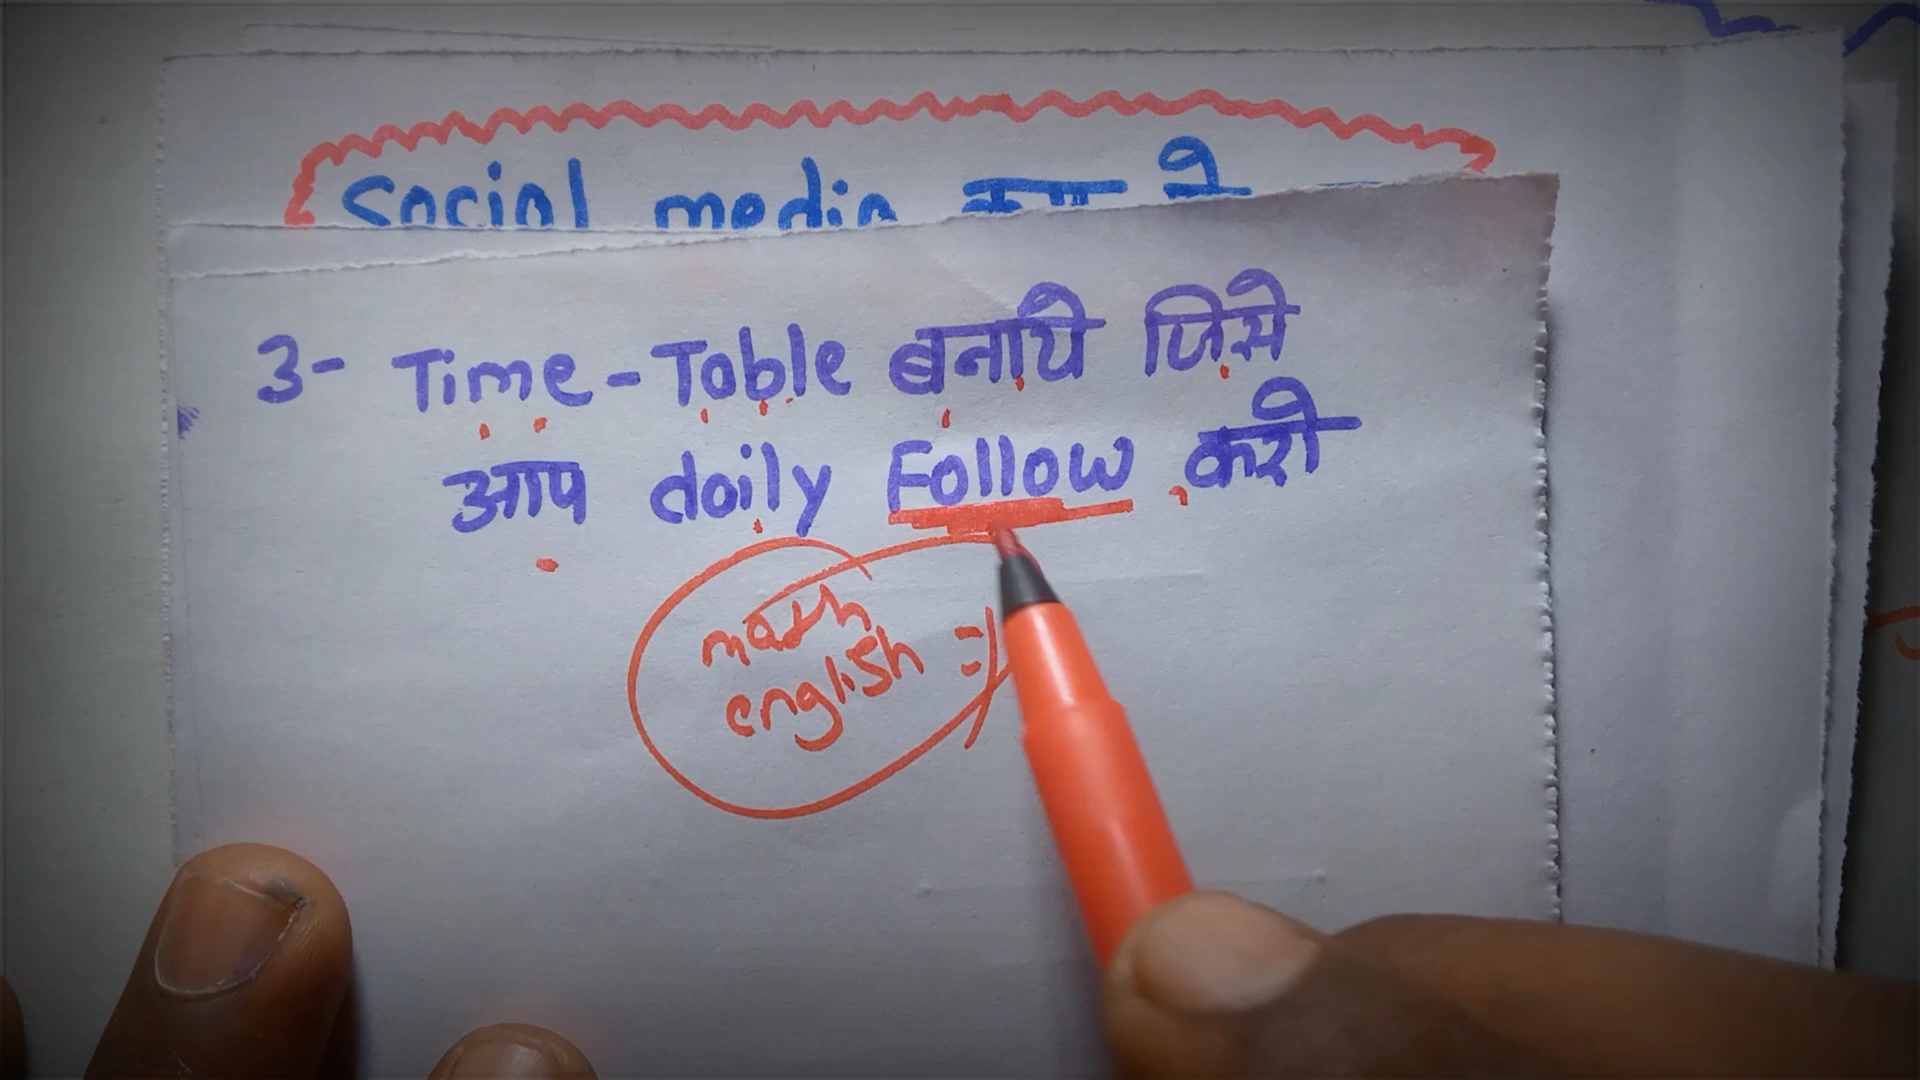 Social media
3- Time-Table बनाये जिसे
आप daily Follow करो
math
english